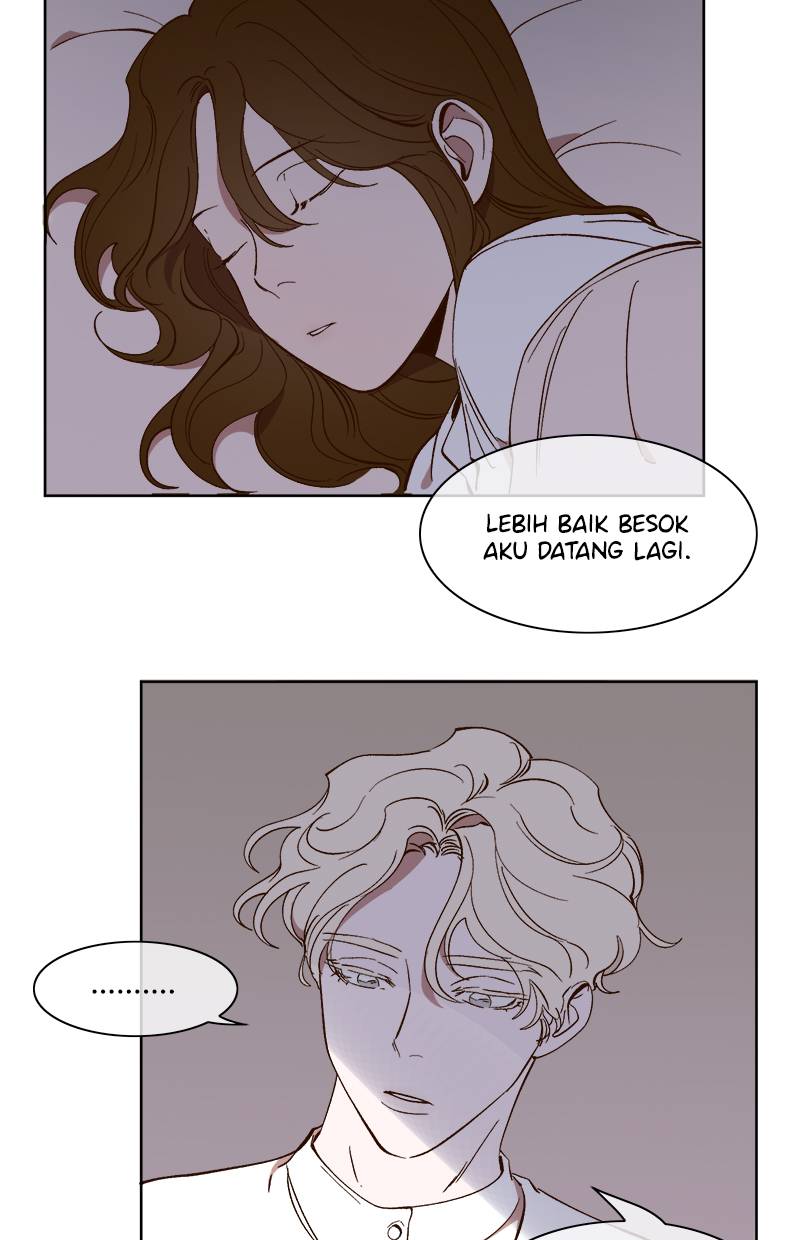 LEBIH BAIK BESOK
AKU DATANG LAGI.
..........